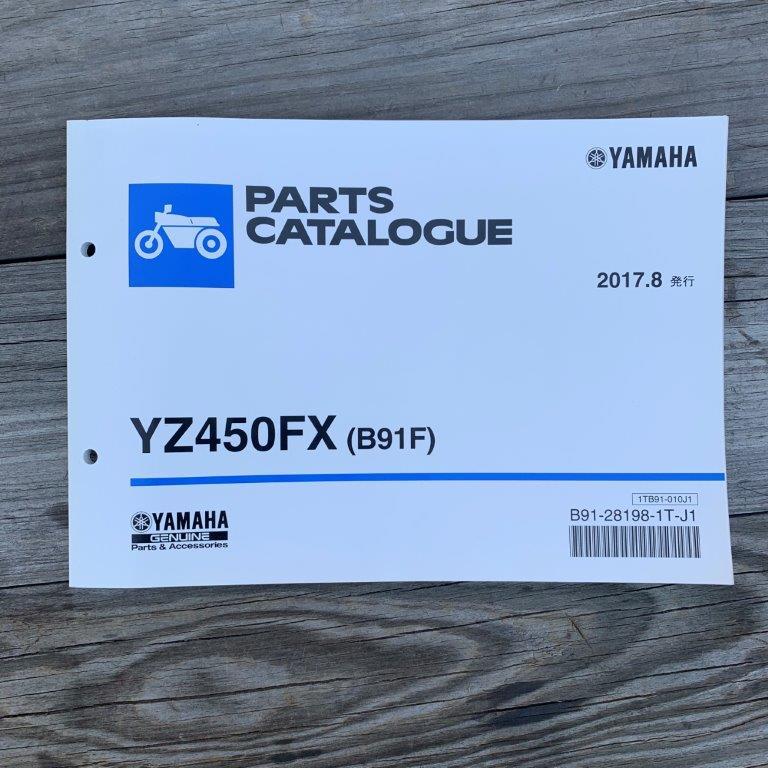 YAMAHA
PARTS
CATALOGUE
2017.8 発行
YZ450FX (B91F)
1TB91-010J1
B91-28198-1T-J1
YAMAHA
GENUINE
Parts & Accessories